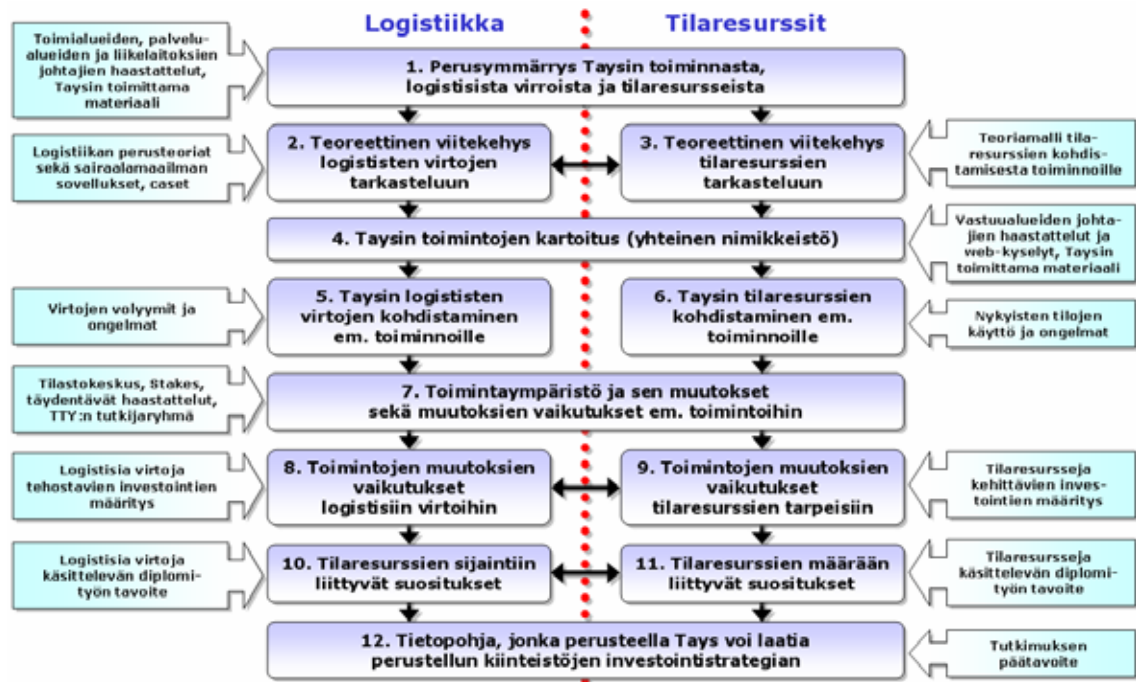 Logistiikka
Tilaresurssit
Toimialueiden, palvelu-
alueiden ja liikelaitoksien
johtajien haastattelut,
Taysin toimittama
materiaali
1. Perusymmärrys Taysin toiminnasta,
logistisista virroista ja tilaresursseista
Logistiikan perusteoriat
sekä sairaalamaailman
sovellukset, caset
2. Teoreettinen viitekehys
logististen virtojen
tarkasteluun
3. Teoreettinen viitekehys
tilaresurssien
tarkasteluun
Teoriamalli tila-
resurssien kohdis-
tamisesta toiminnoille
4. Taysin toimintojen kartoitus (yhteinen nimikkeistö)
Vastuualueiden johta-
jien haastattelut ja
web-kyselyt, Taysin
toimittama materiaali
Virtojen volyymit ja
ongelmat
5. Taysin logististen
virtojen kohdistaminen
em. toiminnoille
6. Taysin tilaresurssien
kohdistaminen em.
toiminnoille
Nykyisten tilojen
käyttö ja ongelmat
Tilastokeskus, Stakes,
täydentävät haastattelut,
TTY:n tutkijaryhmä
7. Toimintaympäristö ja sen muutokset
sekä muutoksien vaikutukset em. toimintoihin
Logistisia virtoja
tehostavien investointien
määritys
8. Toimintojen muutoksien
vaikutukset
logistisiin virtoihin
9. Toimintojen muutoksien
vaikutukset
tilaresurssien tarpeisiin
Tilaresursseja
kehittävien inves-
tointien määritys
Logistisia virtoja
käsittelevän diplomi-
työn tavoite
10. Tilaresurssien sijaintiin
liittyvät suositukset
11. Tilaresurssien määrään
liittyvät suositukset
Tilaresursseja
käsittelevän diplomi-
työn tavoite
12. Tietopohja, jonka perusteella Tays voi laatia
perustellun kiinteistöjen investointistrategian
Tutkimuksen
päätavoite